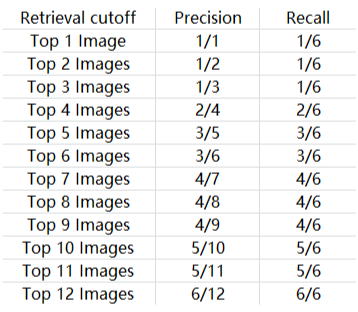 Retrieval cutoff Precision Recall
Top 1 Image 1/1 1/6
Top 2 Images 1/2 1/6
Top 3 Images 1/3 1/6
Top 4 Images 2/4 2/6
Top 5 Images 3/5 3/6
Top 6 Images 3/6 3/6
Top 7 Images 4/7 4/6
Top 8 Images 4/8 4/6
Top 9 Images 4/9 4/6
Top 10 Images 5/10 5/6
Top 11 Images 5/11 5/6
Top 12 Images 6/12 6/6